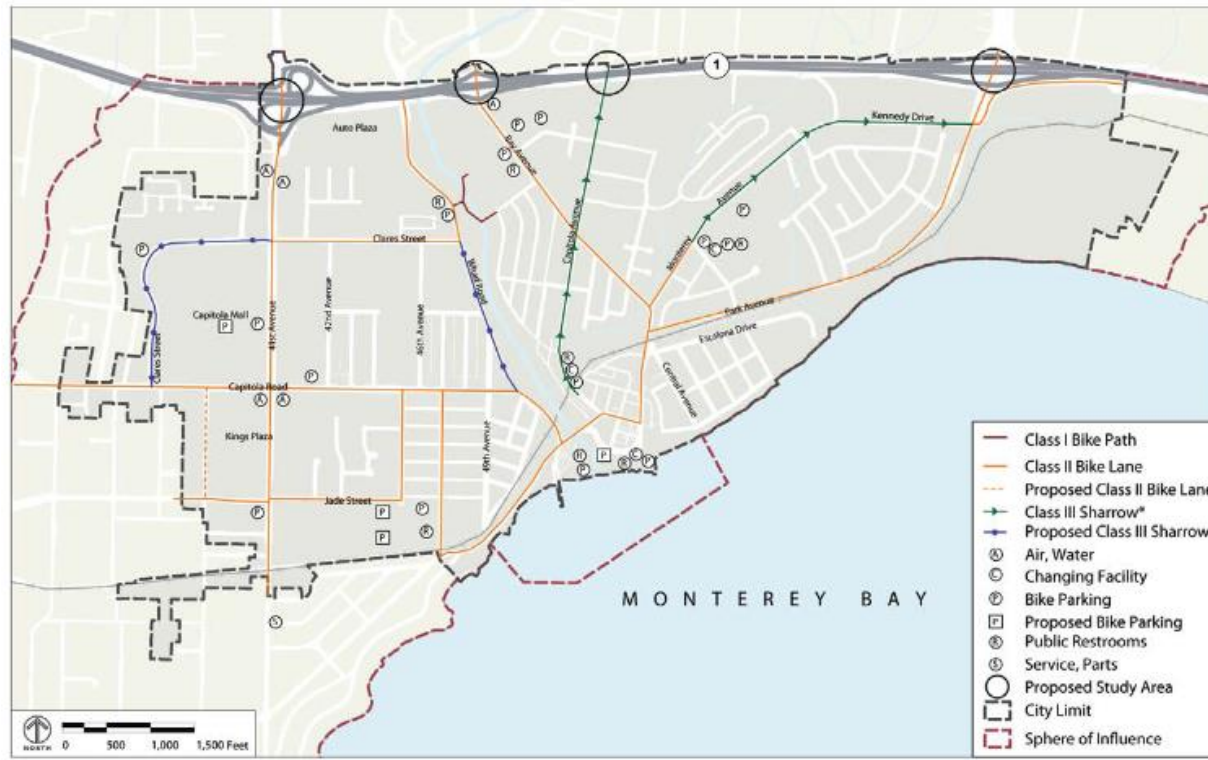 1
Auto Plaza
A
P
P
Bay Avenue
P
R
Kennedy Drive
A
A
R
P
Capitola Avenue
Monterey
Avenue
P
P
C
P
R
P
Clares Street
Wharf Road
Capitola Mall
P
P
Clares Street
41st Avenue
42nd Avenue
46th Avenue
Park Avenue
Escalona Drive
Central Avenue
R
C
P
P
Capitola Road
A
A
Kings Plaza
49th Avenue
R
P
P
R
C
P
Jade Street
P
P
P
P
R
S
MONTEREY BAY
Class I Bike Path
Class II Bike Lane
Proposed Class II Bike Lane
Class III Sharrow*
Proposed Class III Sharrow
A Air, Water
C Changing Facility
P Bike Parking
P Proposed Bike Parking
R Public Restrooms
S Service, Parts
Proposed Study Area
City Limit
Sphere of Influence
NORTH
0 500 1,000 1,500 Feet